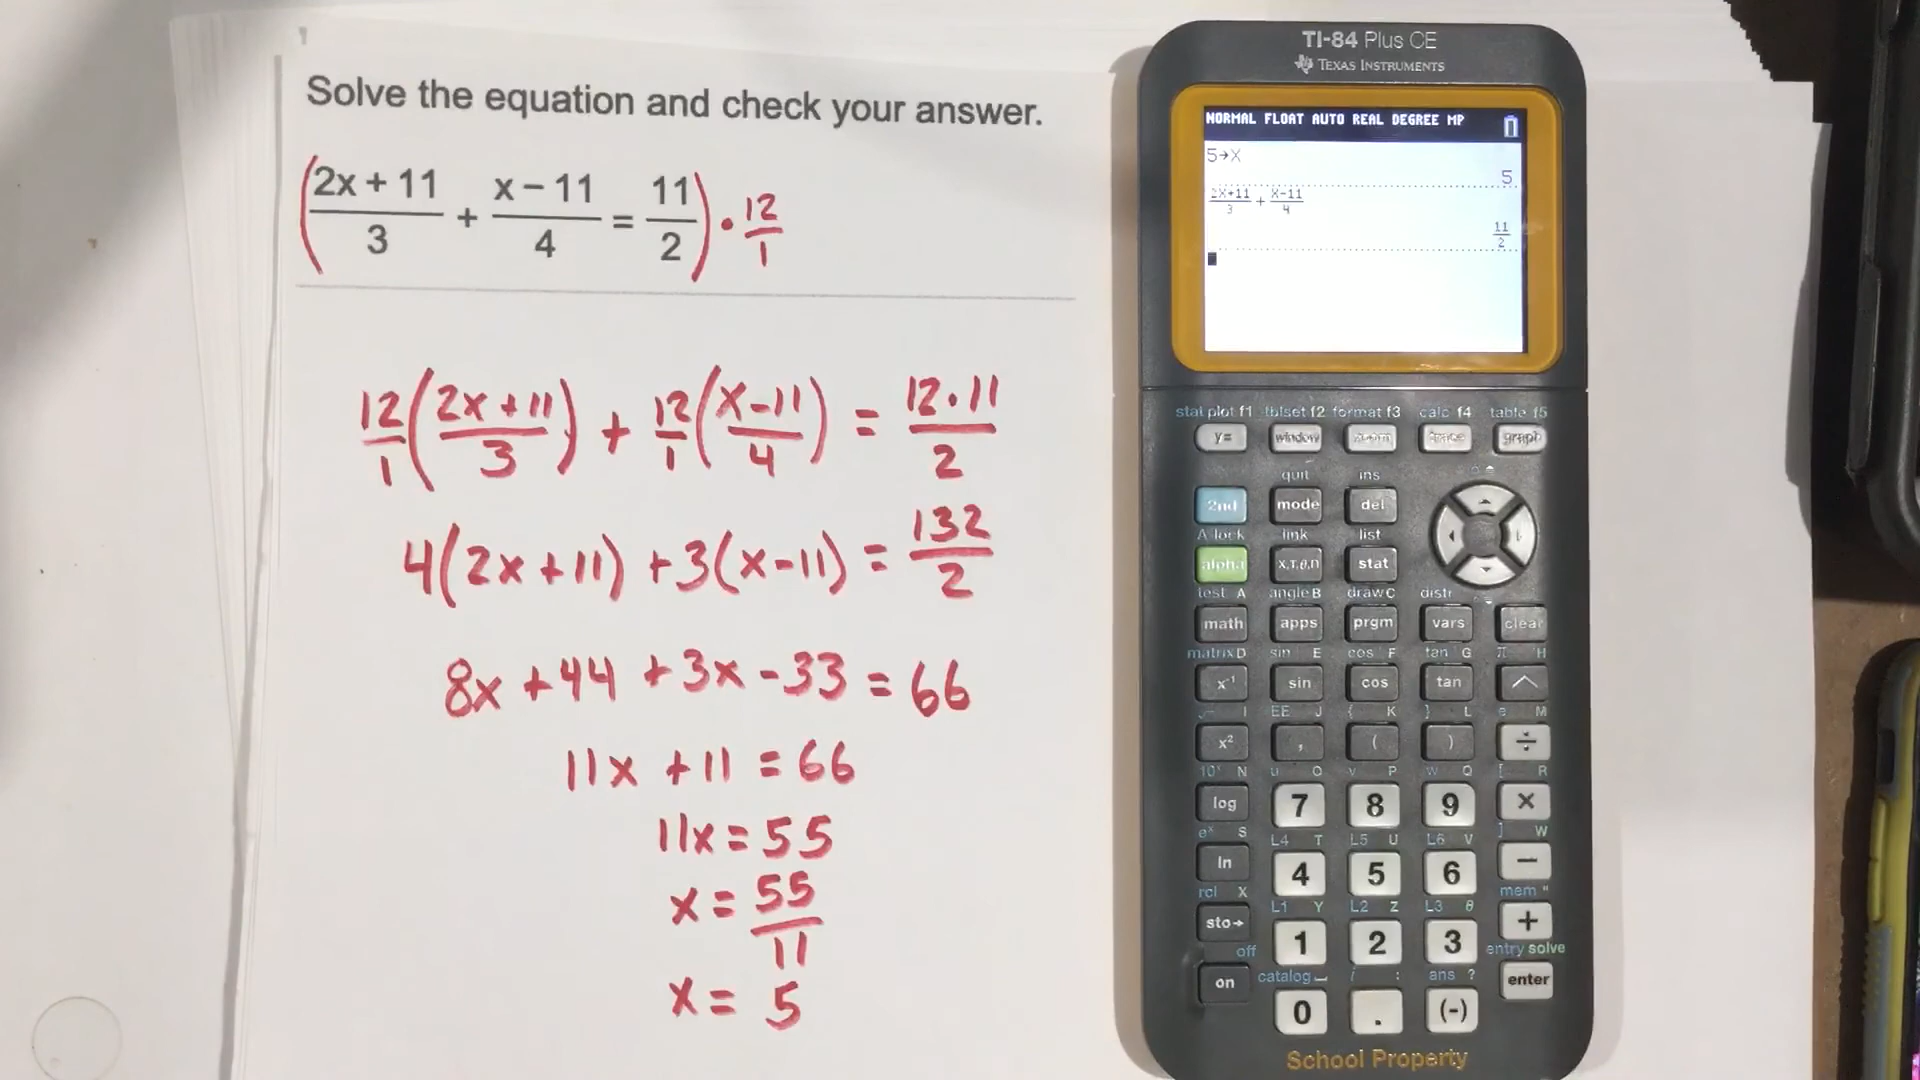 Solve the equation and check your answer.
(2x + 11/3 + x − 11/4 = 11/2) • 12/1
12/1 (2x + 11/3) + 12/1 (x − 11/4) = 12 • 11/2
4(2x + 11) + 3(x − 11) = 132/2
8x + 44 + 3x − 33 = 66
11x + 11 = 66
11x = 55
x = 55/11
x = 5
TI-84 Plus CE
TEXAS INSTRUMENTS
NORMAL FLOAT AUTO REAL DEGREE MP
5→X
5
2X+11/3 + X−11/4
11/2
stat plot f1 tblset f2 format f3 calc f4 table f5
y= window zoom trace graph
quit ins
2nd mode del
A-lock link list
alpha X,T,θ,n stat
test A angle B draw C distr
math apps prgm vars clear
matrix D sin E cos F tan G π H
x⁻¹ sin cos tan ^
√ I EE J { K } L e M
x² , ( ) ÷
10ˣ N u O v P w Q [ R
log 7 8 9 ×
eˣ S L4 T L5 U L6 V ] W
ln 4 5 6 −
rcl X L1 Y L2 Z L3 θ mem "
sto→ 1 2 3 +
off catalog i : ans ? entry solve
on 0 . (-) enter
School Property